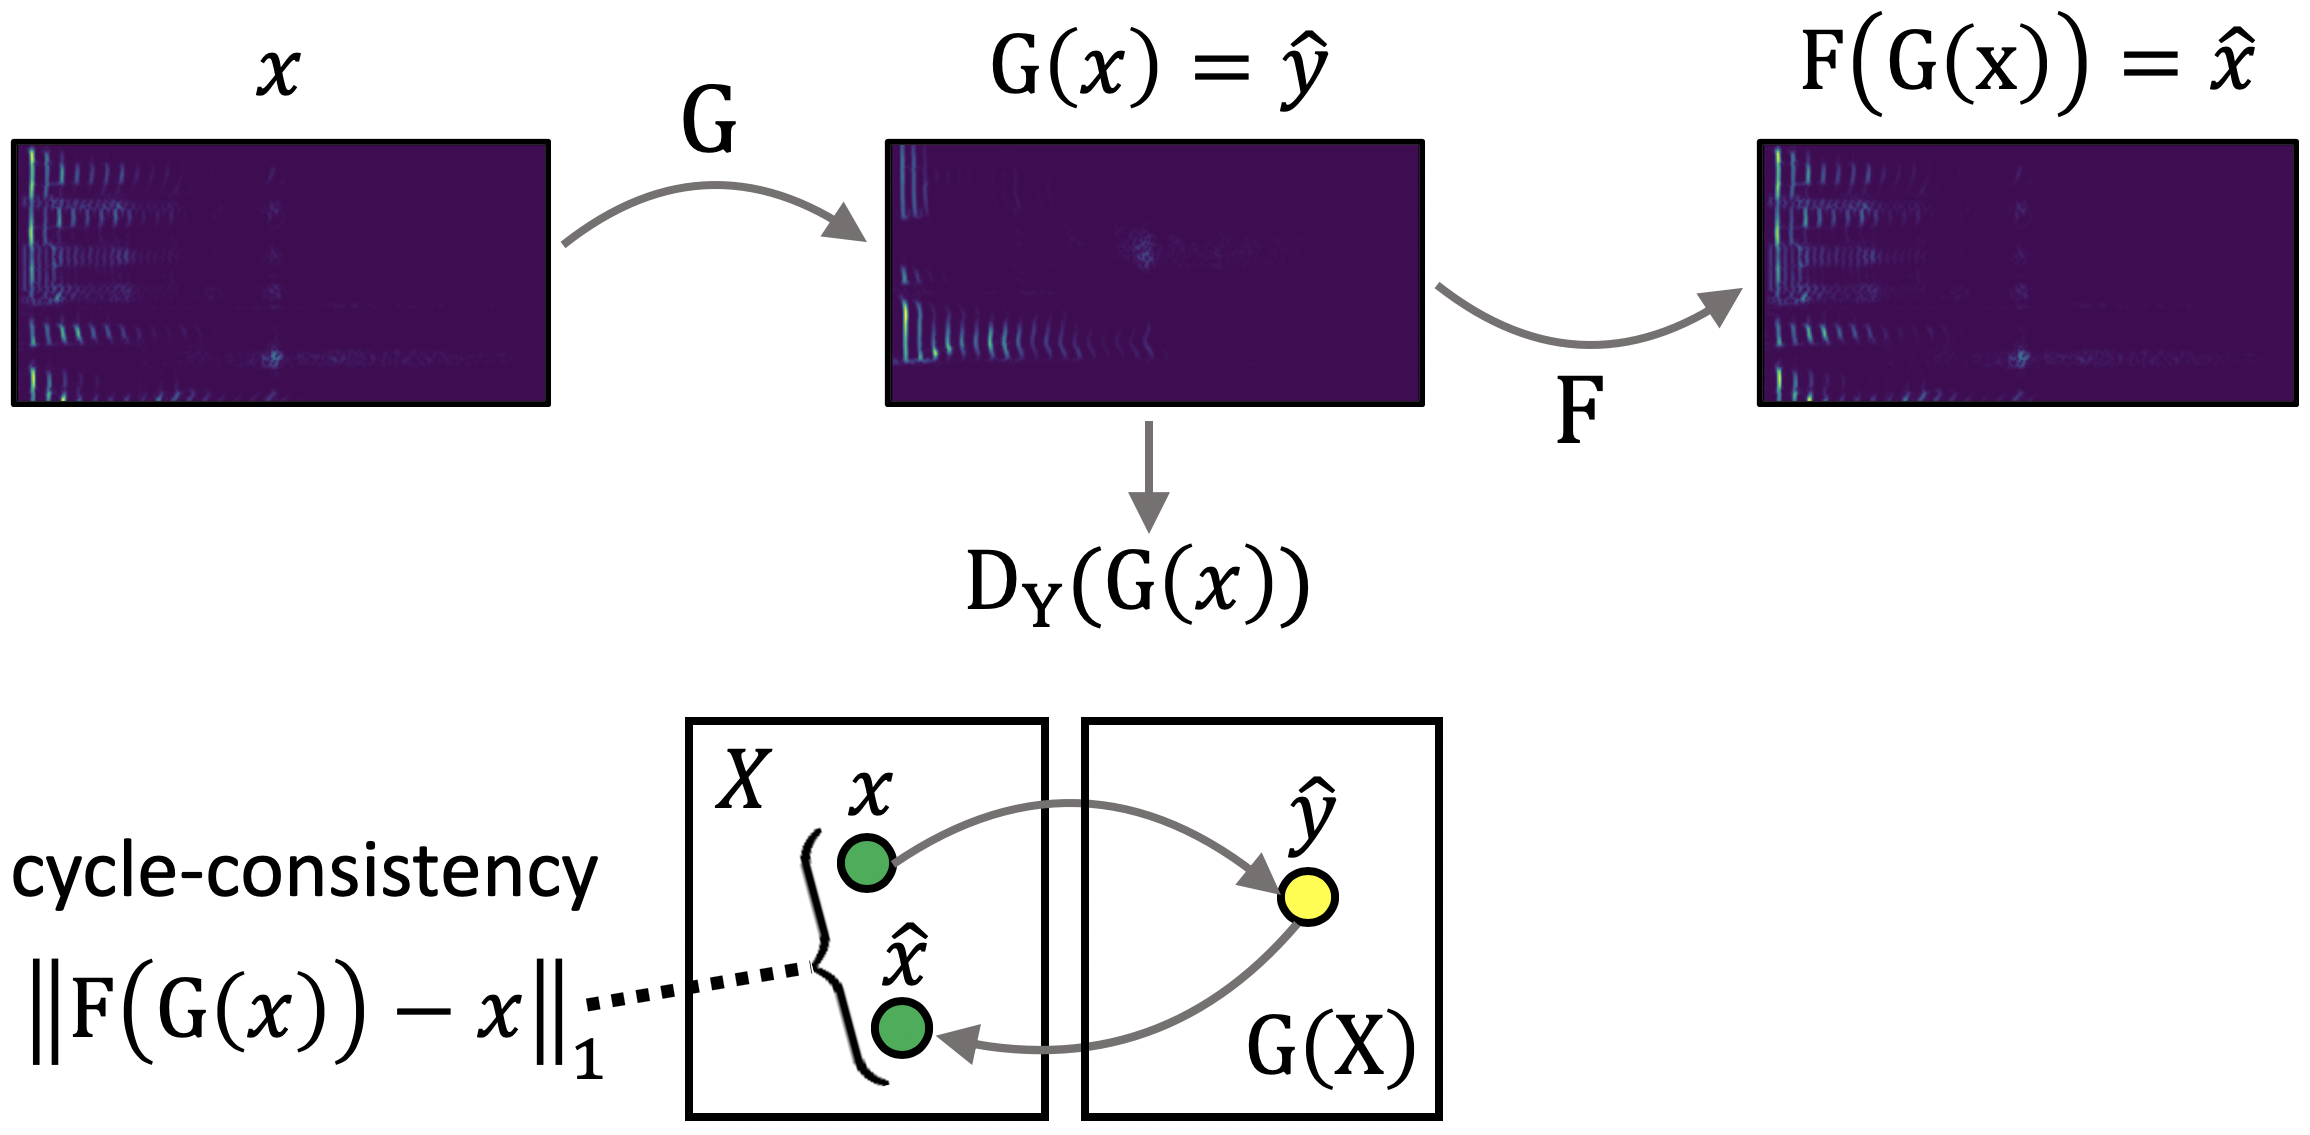 x
G
G(x) = ŷ
F
F(G(x)) = x̂
D_Y(G(x))
X
x
x̂
ŷ
G(X)
cycle-consistency
‖F(G(x)) − x‖₁